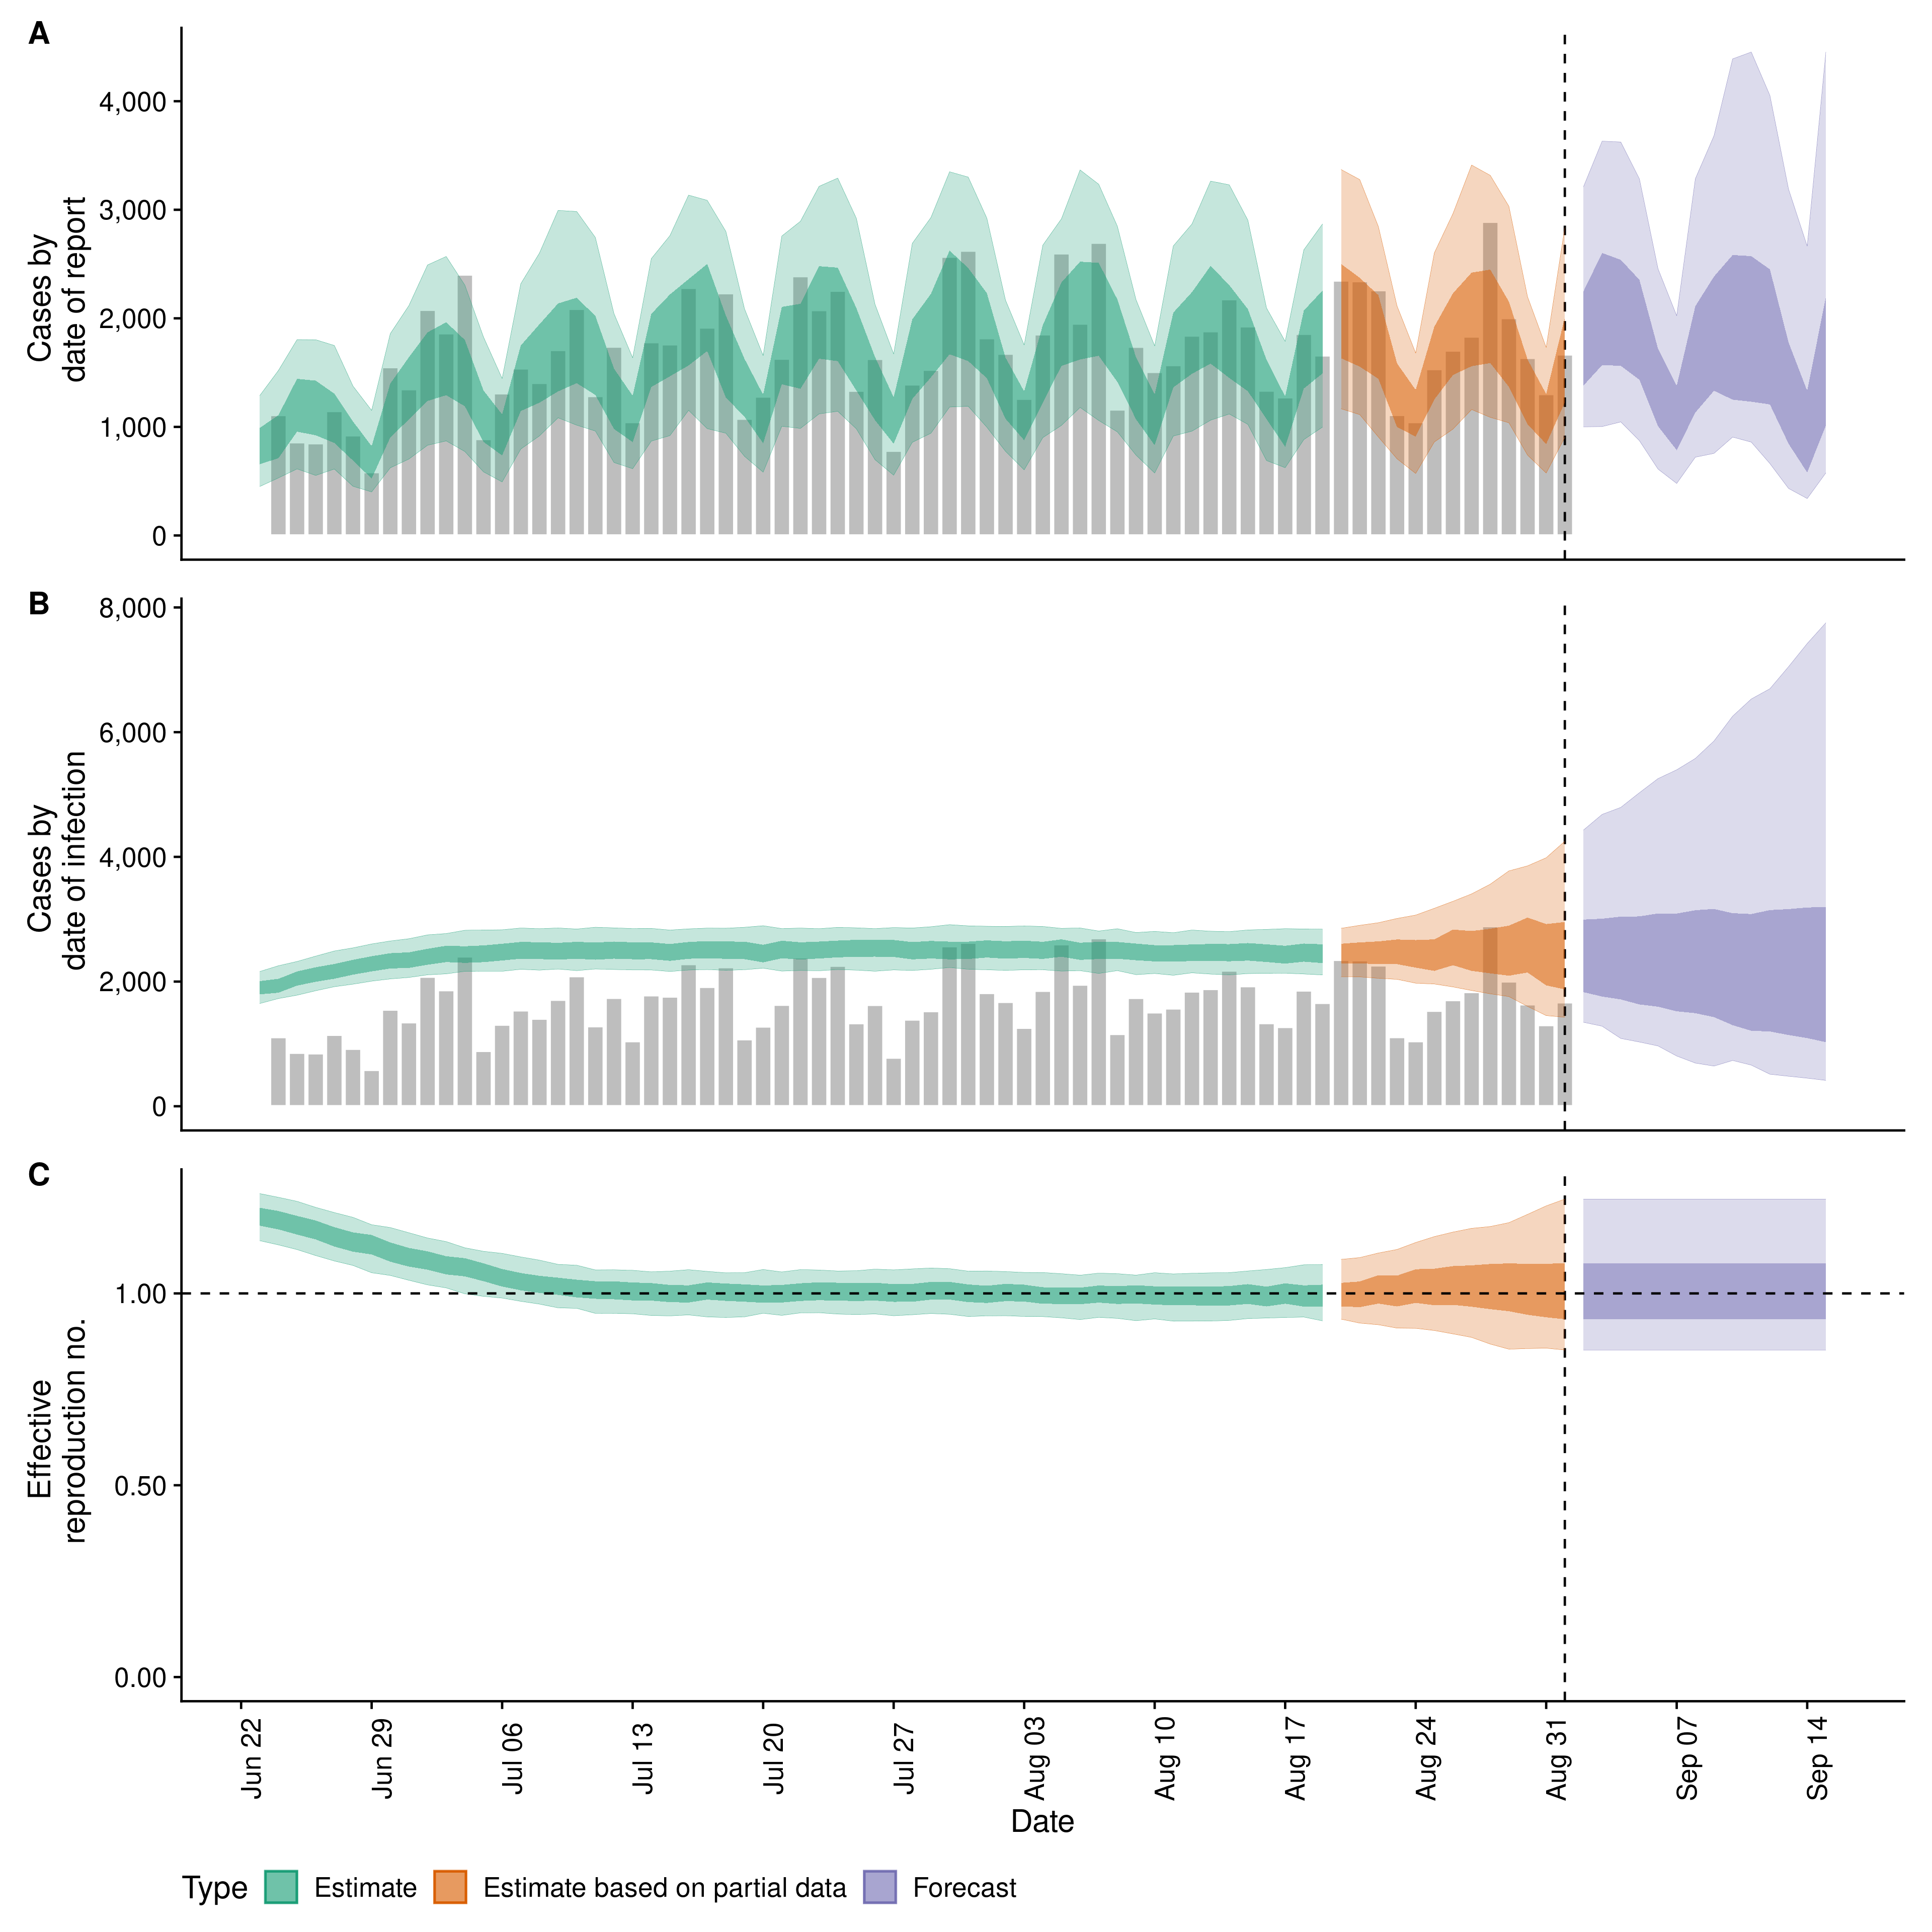 A
Cases by
date of report
4,000
3,000
2,000
1,000
0
B
Cases by
date of infection
8,000
6,000
4,000
2,000
0
C
Effective
reproduction no.
1.00
0.50
0.00
Jun 22
Jun 29
Jul 06
Jul 13
Jul 20
Jul 27
Aug 03
Aug 10
Aug 17
Aug 24
Aug 31
Sep 07
Sep 14
Date
Type Estimate Estimate based on partial data Forecast